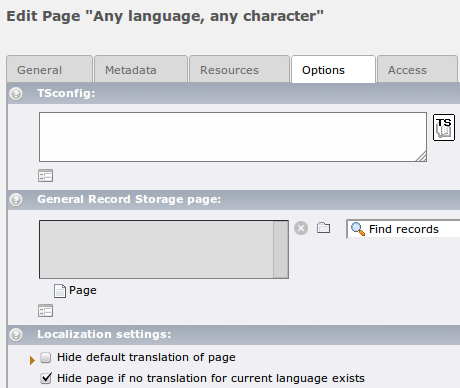 Edit Page "Any language, any character"
General Metadata Resources Options Access
TSconfig:
TS
General Record Storage page:
Find records
Page
Localization settings:
Hide default translation of page
Hide page if no translation for current language exists